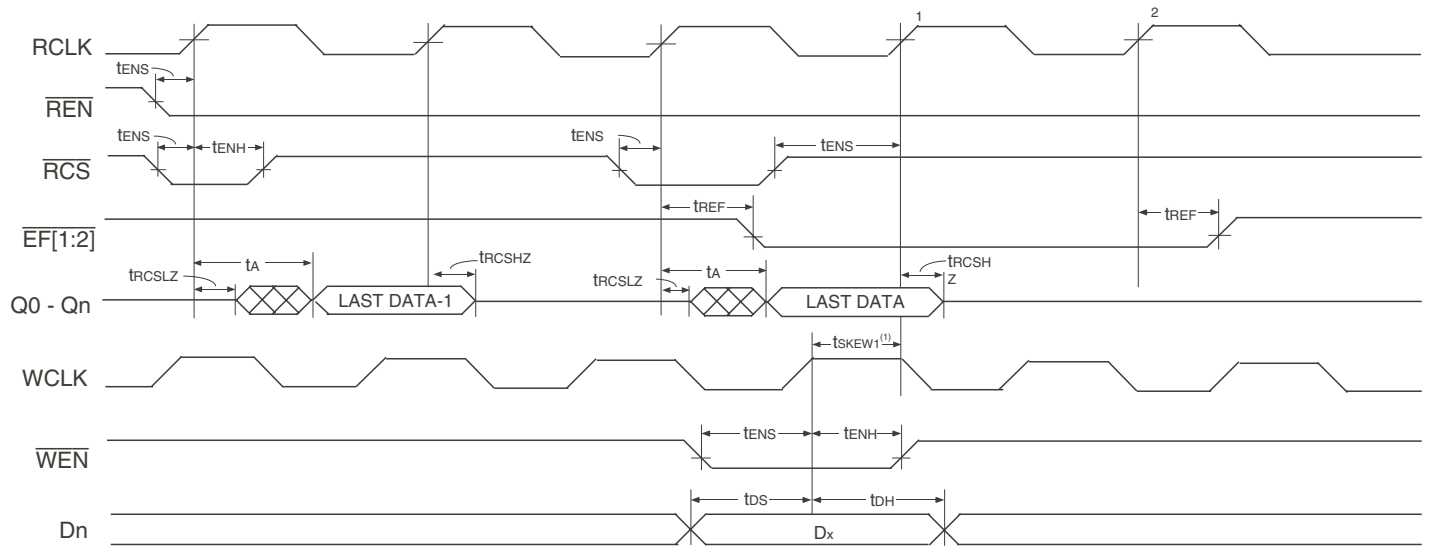 1 2
RCLK
tENS
REN
tENS tENH tENS tENS
RCS
tREF tREF
EF[1:2]
tA tRCSHZ tA tRCSH
tRCSLZ tRCSLZ Z
Q0 - Qn LAST DATA-1 LAST DATA
tSKEW1(1)
WCLK
tENS tENH
WEN
tDS tDH
Dn Dx